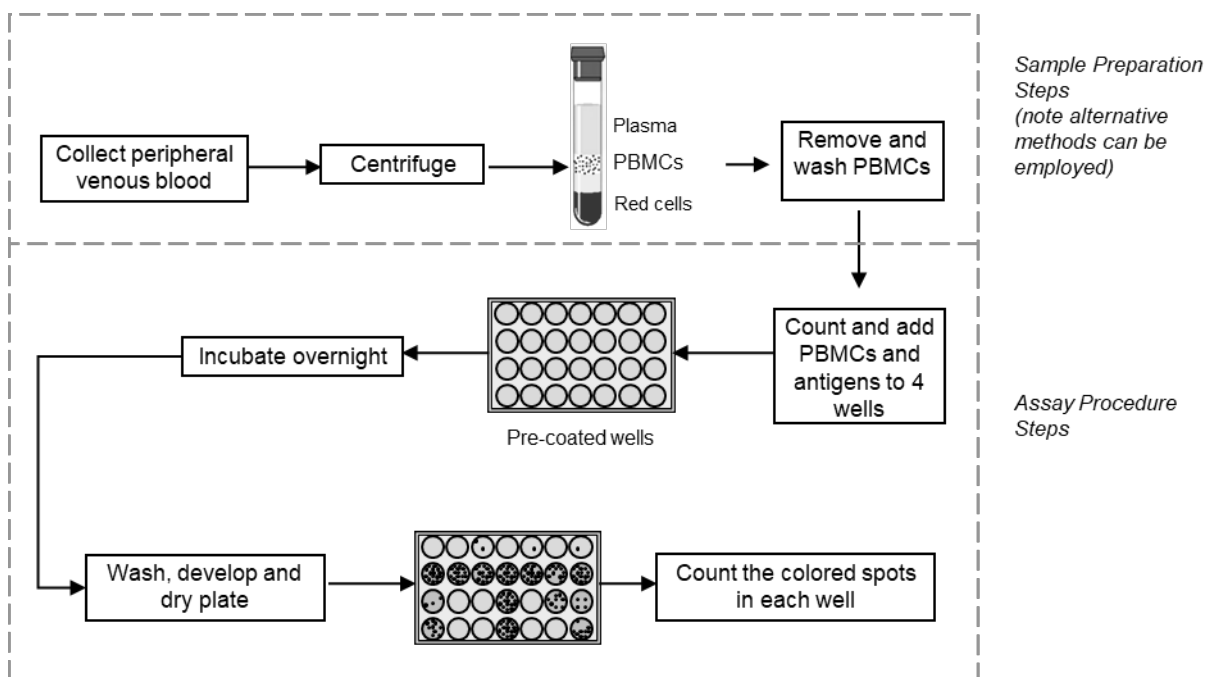 Sample Preparation
Steps
(note alternative
methods can be
employed)
Collect peripheral
venous blood
Centrifuge
Plasma
PBMCs
Red cells
Remove and
wash PBMCs
Count and add
PBMCs and
antigens to 4
wells
Pre-coated wells
Incubate overnight
Assay Procedure
Steps
Wash, develop and
dry plate
Count the colored spots
in each well